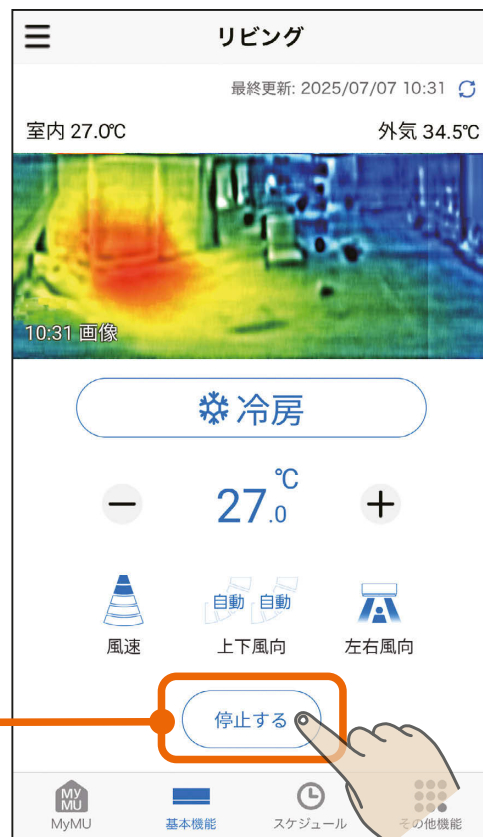 リビング
最終更新: 2025/07/07 10:31
室内 27.0℃ 外気 34.5℃
10:31 画像
冷房
27.0℃
自動 自動
風速 上下風向 左右風向
停止する
MY MU
MyMU 基本機能 スケジュール その他機能